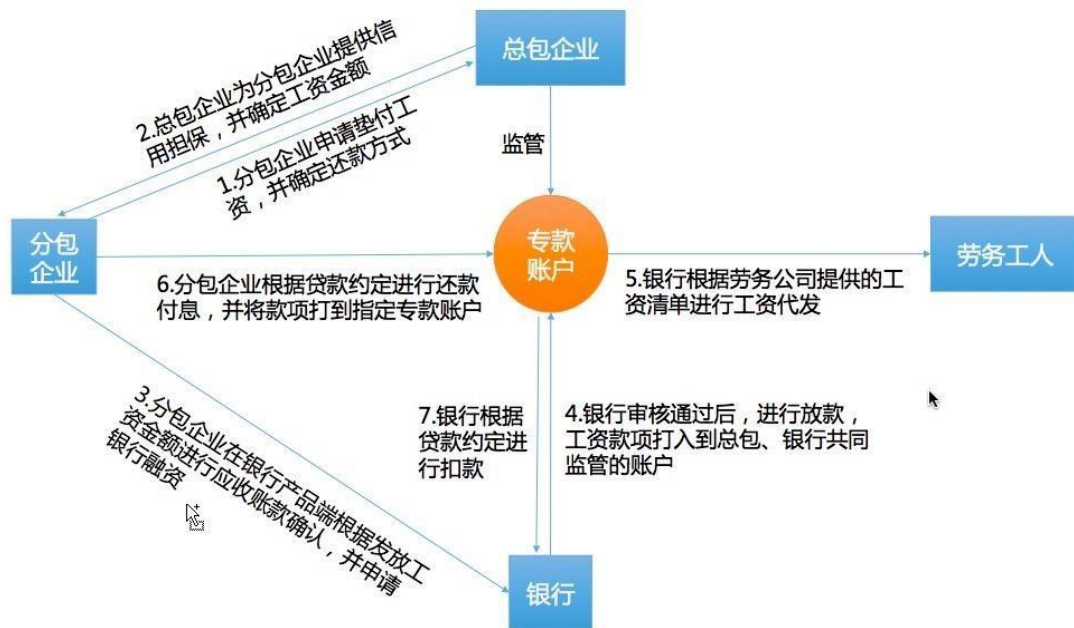 总包企业
2.总包企业为分包企业提供信
用担保，并确定工资金额
1.分包企业申请垫付工
资，并确定还款方式
监管
分包
企业
专款
账户
劳务工人
6.分包企业根据贷款约定进行还款
付息，并将款项打到指定专款账户
5.银行根据劳务公司提供的工
资清单进行工资代发
3.分包企业在银行产品端根据发放工
资金额进行应收账款确认，并申请
银行融资
7.银行根据
贷款约定进
行扣款
4.银行审核通过后，进行放款，
工资款项打入到总包、银行共同
监管的账户
银行